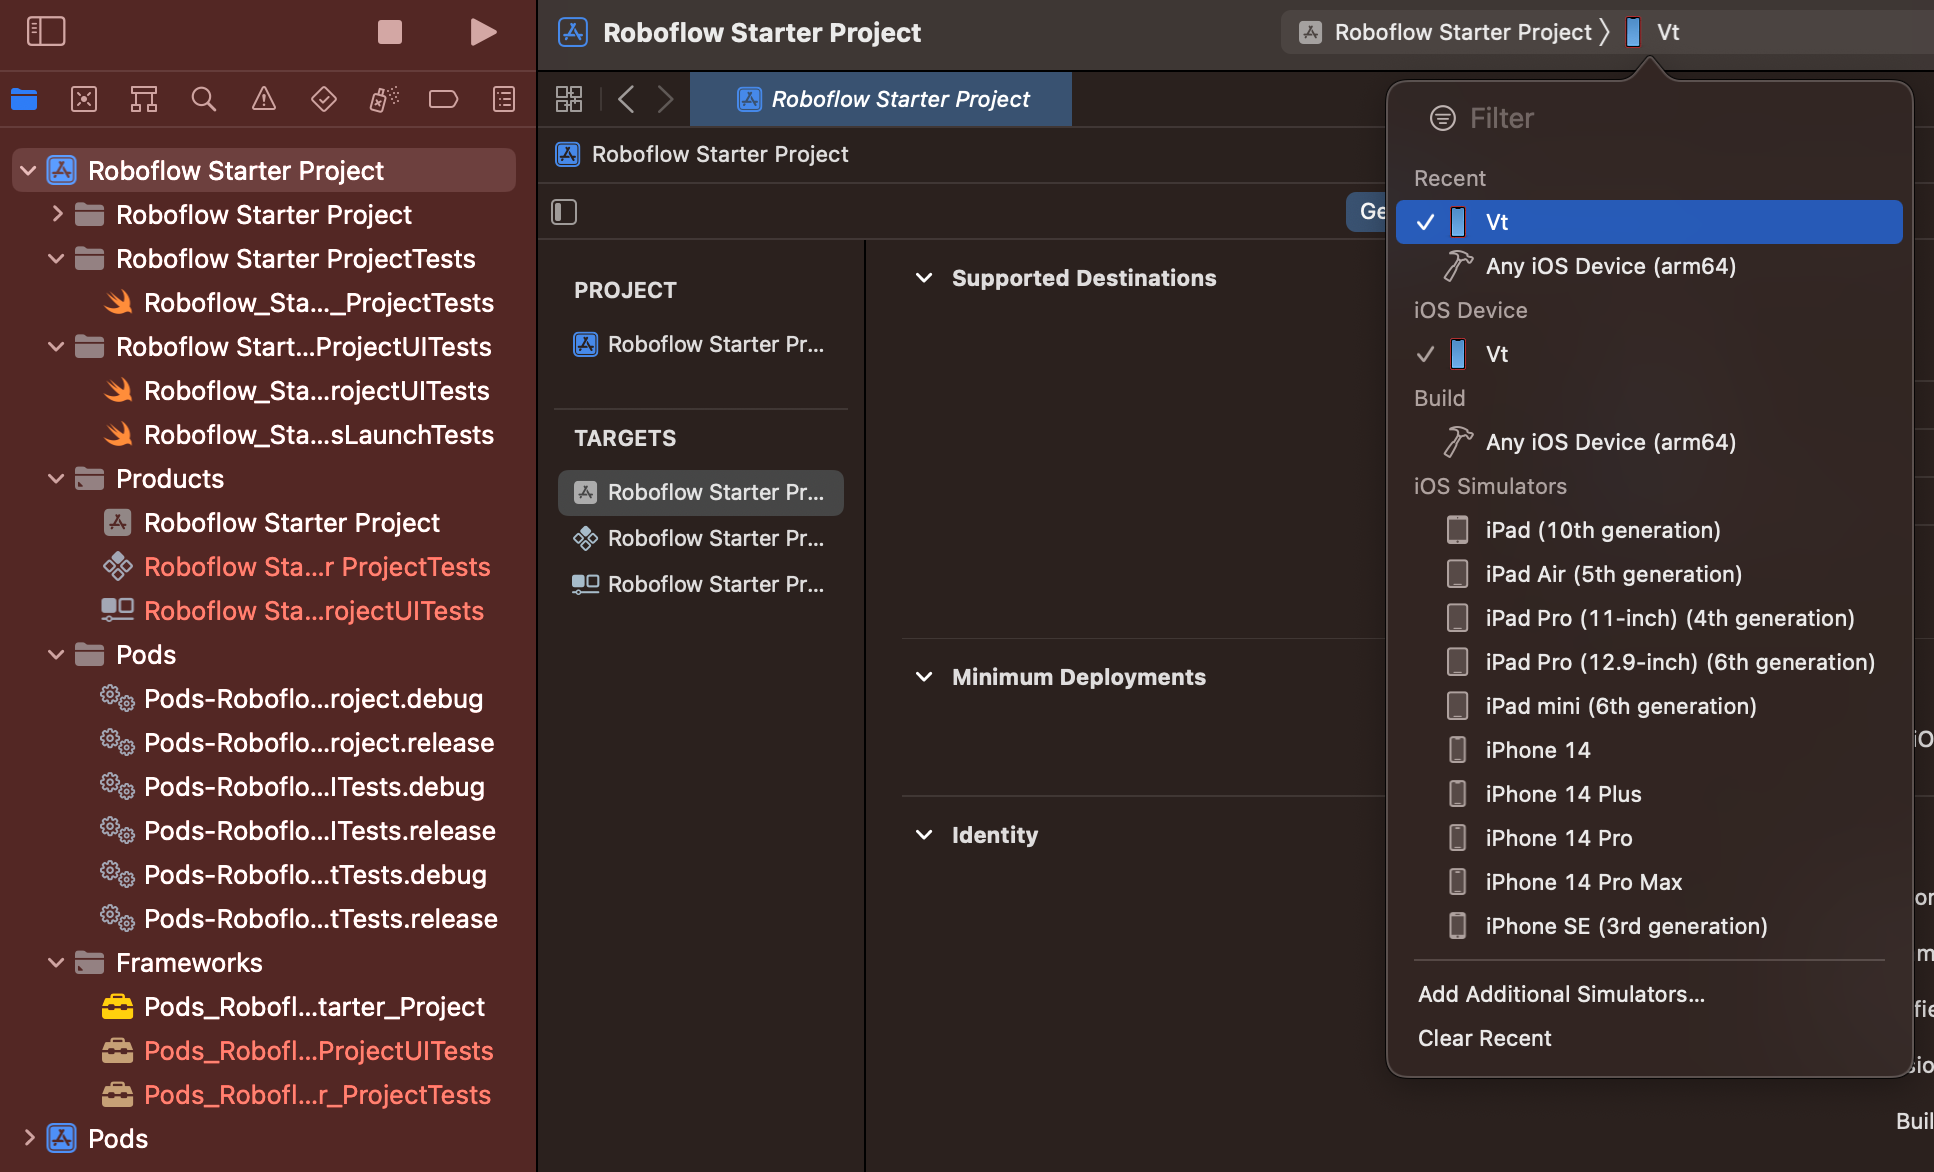 Roboflow Starter Project
Roboflow Starter Project
Vt
Roboflow Starter Project
Roboflow Starter Project
Roboflow Starter Project
Roboflow Starter Project
Roboflow Starter ProjectTests
Roboflow_Sta..._ProjectTests
Roboflow Start...ProjectUITests
Roboflow_Sta...rojectUITests
Roboflow_Sta...sLaunchTests
Products
Roboflow Starter Project
Roboflow Sta...r ProjectTests
Roboflow Sta...rojectUITests
Pods
Pods-Roboflo...roject.debug
Pods-Roboflo...roject.release
Pods-Roboflo...ITests.debug
Pods-Roboflo...ITests.release
Pods-Roboflo...tTests.debug
Pods-Roboflo...tTests.release
Frameworks
Pods_Robofl...tarter_Project
Pods_Robofl...ProjectUITests
Pods_Robofl...r_ProjectTests
Pods
PROJECT
Roboflow Starter Pr...
TARGETS
Roboflow Starter Pr...
Roboflow Starter Pr...
Roboflow Starter Pr...
Supported Destinations
Minimum Deployments
Identity
Filter
Recent
Vt
Any iOS Device (arm64)
iOS Device
Vt
Build
Any iOS Device (arm64)
iOS Simulators
iPad (10th generation)
iPad Air (5th generation)
iPad Pro (11-inch) (4th generation)
iPad Pro (12.9-inch) (6th generation)
iPad mini (6th generation)
iPhone 14
iPhone 14 Plus
iPhone 14 Pro
iPhone 14 Pro Max
iPhone SE (3rd generation)
Add Additional Simulators...
Clear Recent